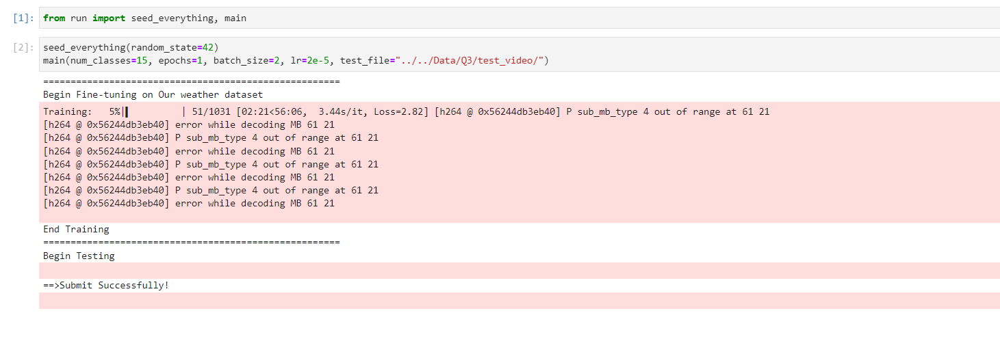 [1]: from run import seed_everything, main
[2]: seed_everything(random_state=42)
main(num_classes=15, epochs=1, batch_size=2, lr=2e-5, test_file="../../Data/Q3/test_video/")
======================================================
Begin Fine-tuning on Our weather dataset
Training:   5%|▌         | 51/1031 [02:21<56:06,  3.44s/it, Loss=2.82] [h264 @ 0x56244db3eb40] P sub_mb_type 4 out of range at 61 21
[h264 @ 0x56244db3eb40] error while decoding MB 61 21
[h264 @ 0x56244db3eb40] P sub_mb_type 4 out of range at 61 21
[h264 @ 0x56244db3eb40] error while decoding MB 61 21
[h264 @ 0x56244db3eb40] P sub_mb_type 4 out of range at 61 21
[h264 @ 0x56244db3eb40] error while decoding MB 61 21
[h264 @ 0x56244db3eb40] P sub_mb_type 4 out of range at 61 21
[h264 @ 0x56244db3eb40] error while decoding MB 61 21
End Training
======================================================
Begin Testing
==>Submit Successfully!